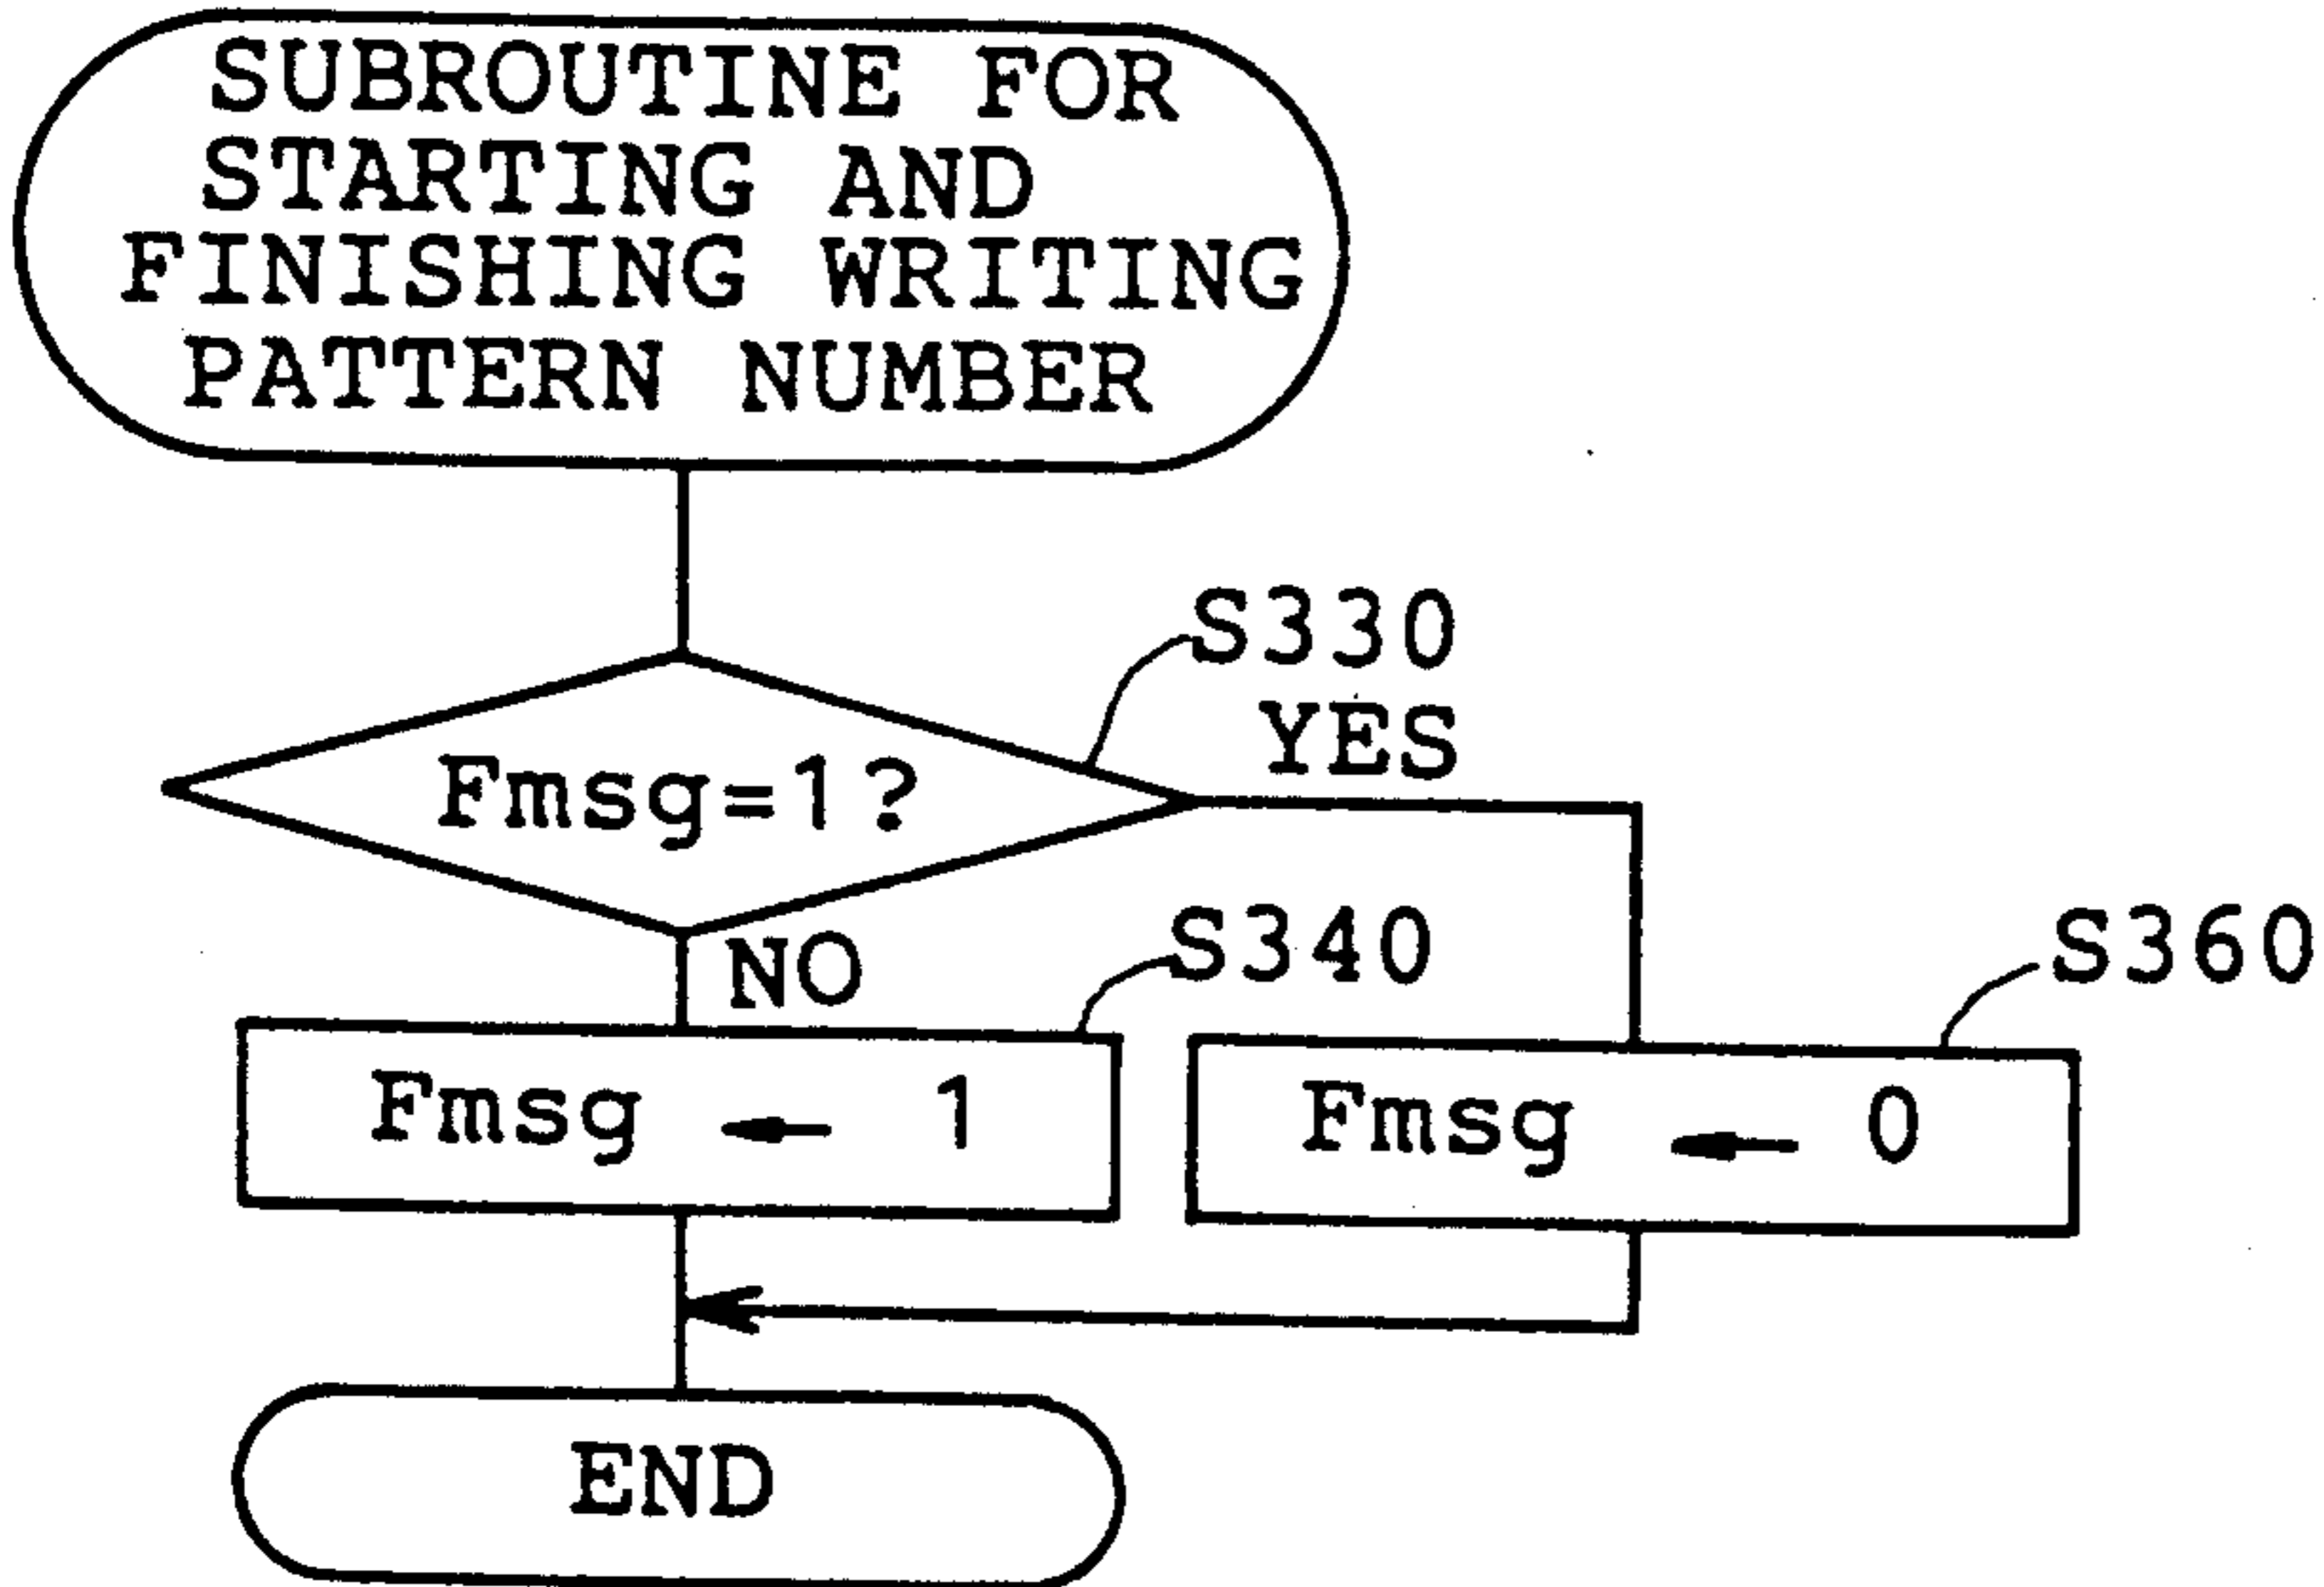 SUBROUTINE FOR
STARTING AND
FINISHING WRITING
PATTERN NUMBER
S330
YES
Fmsg=1?
NO
S340
S360
Fmsg ← 1
Fmsg ← 0
END